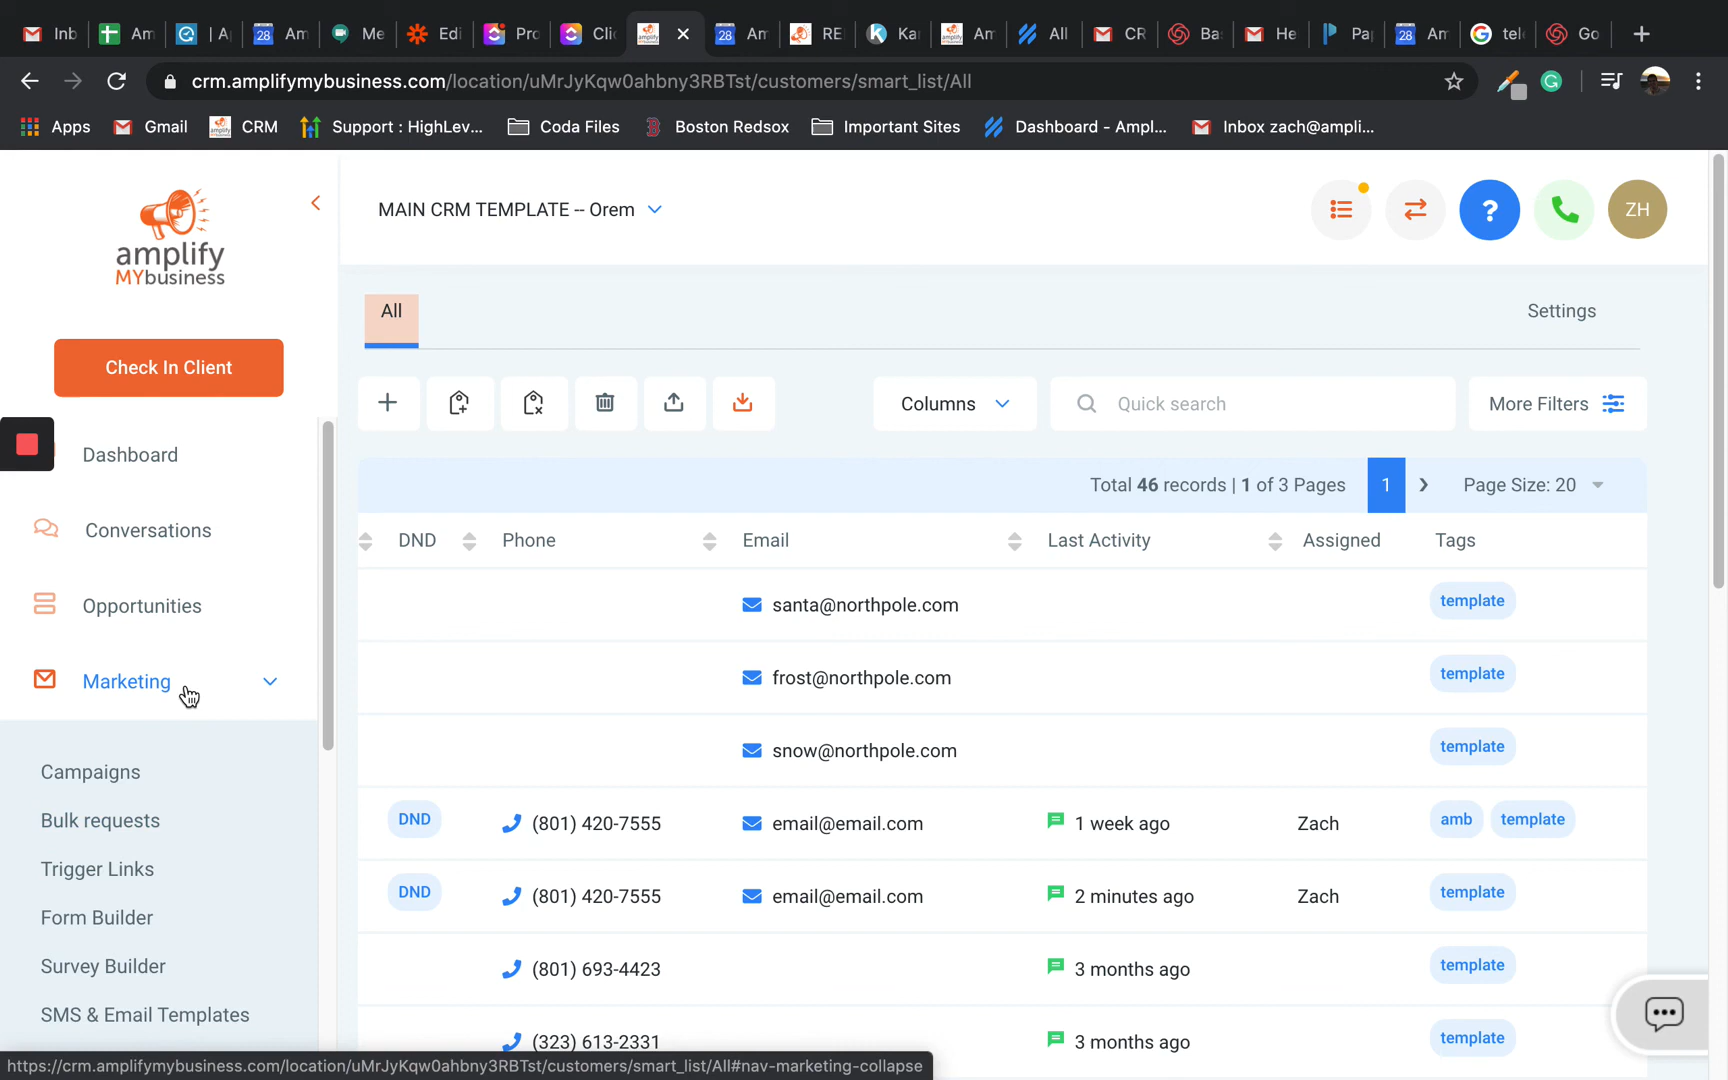 Inb
Am
| A
Am
Me
Edi
Pro
Clic
Am
RE
Ka
Am
All
CR
Ba
He
Pa
Am
tel
Go
crm.amplifymybusiness.com/location/uMrJyKqw0ahbny3RBTst/customers/smart_list/All
Apps
Gmail
CRM
Support : HighLev...
Coda Files
Boston Redsox
Important Sites
Dashboard - Ampl...
Inbox zach@ampli...
amplify
MYbusiness
MAIN CRM TEMPLATE -- Orem
?
ZH
Check In Client
Dashboard
Conversations
Opportunities
Marketing
Campaigns
Bulk requests
Trigger Links
Form Builder
Survey Builder
SMS & Email Templates
All
Settings
Columns
Quick search
More Filters
Total 46 records | 1 of 3 Pages
1
Page Size: 20
DND Phone Email Last Activity Assigned Tags
santa@northpole.com template
frost@northpole.com template
snow@northpole.com template
DND (801) 420-7555 email@email.com 1 week ago Zach amb template
DND (801) 420-7555 email@email.com 2 minutes ago Zach template
(801) 693-4423 3 months ago template
(323) 613-2331 3 months ago template
https://crm.amplifymybusiness.com/location/uMrJyKqw0ahbny3RBTst/customers/smart_list/All#nav-marketing-collapse